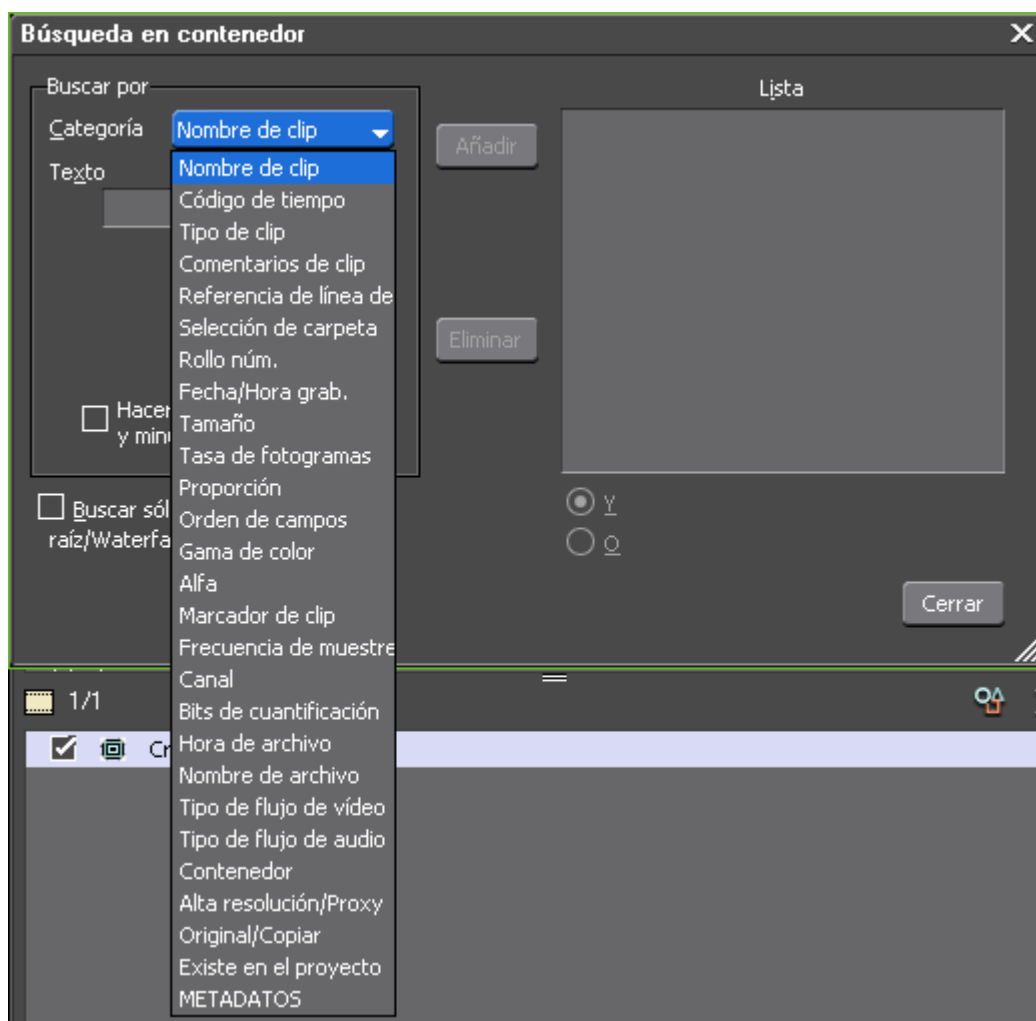 Búsqueda en contenedor
Buscar por
Categoría
Nombre de clip
Texto
Nombre de clip
Código de tiempo
Tipo de clip
Comentarios de clip
Referencia de línea de
Selección de carpeta
Rollo núm.
Fecha/Hora grab.
Tamaño
Tasa de fotogramas
Proporción
Orden de campos
Gama de color
Alfa
Marcador de clip
Frecuencia de muestre
Canal
Bits de cuantificación
Hora de archivo
Nombre de archivo
Tipo de flujo de vídeo
Tipo de flujo de audio
Contenedor
Alta resolución/Proxy
Original/Copiar
Existe en el proyecto
METADATOS
Hacer
y min
Buscar sól
raíz/Waterfa
Añadir
Eliminar
Lista
Y
O
Cerrar
1/1
Cr